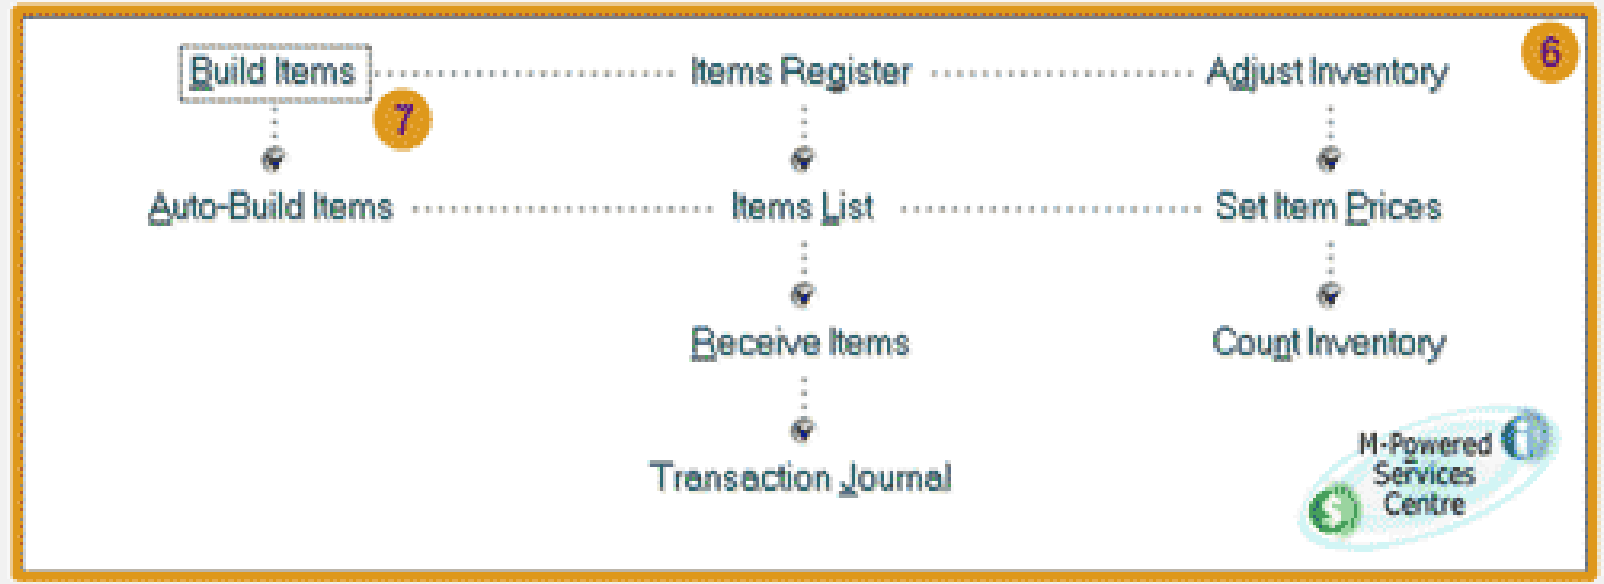 Build Items
Items Register
Adjust Inventory
6
7
Auto-Build Items
Items List
Set Item Prices
Receive Items
Count Inventory
Transaction Journal
M-Powered
Services
Centre
$